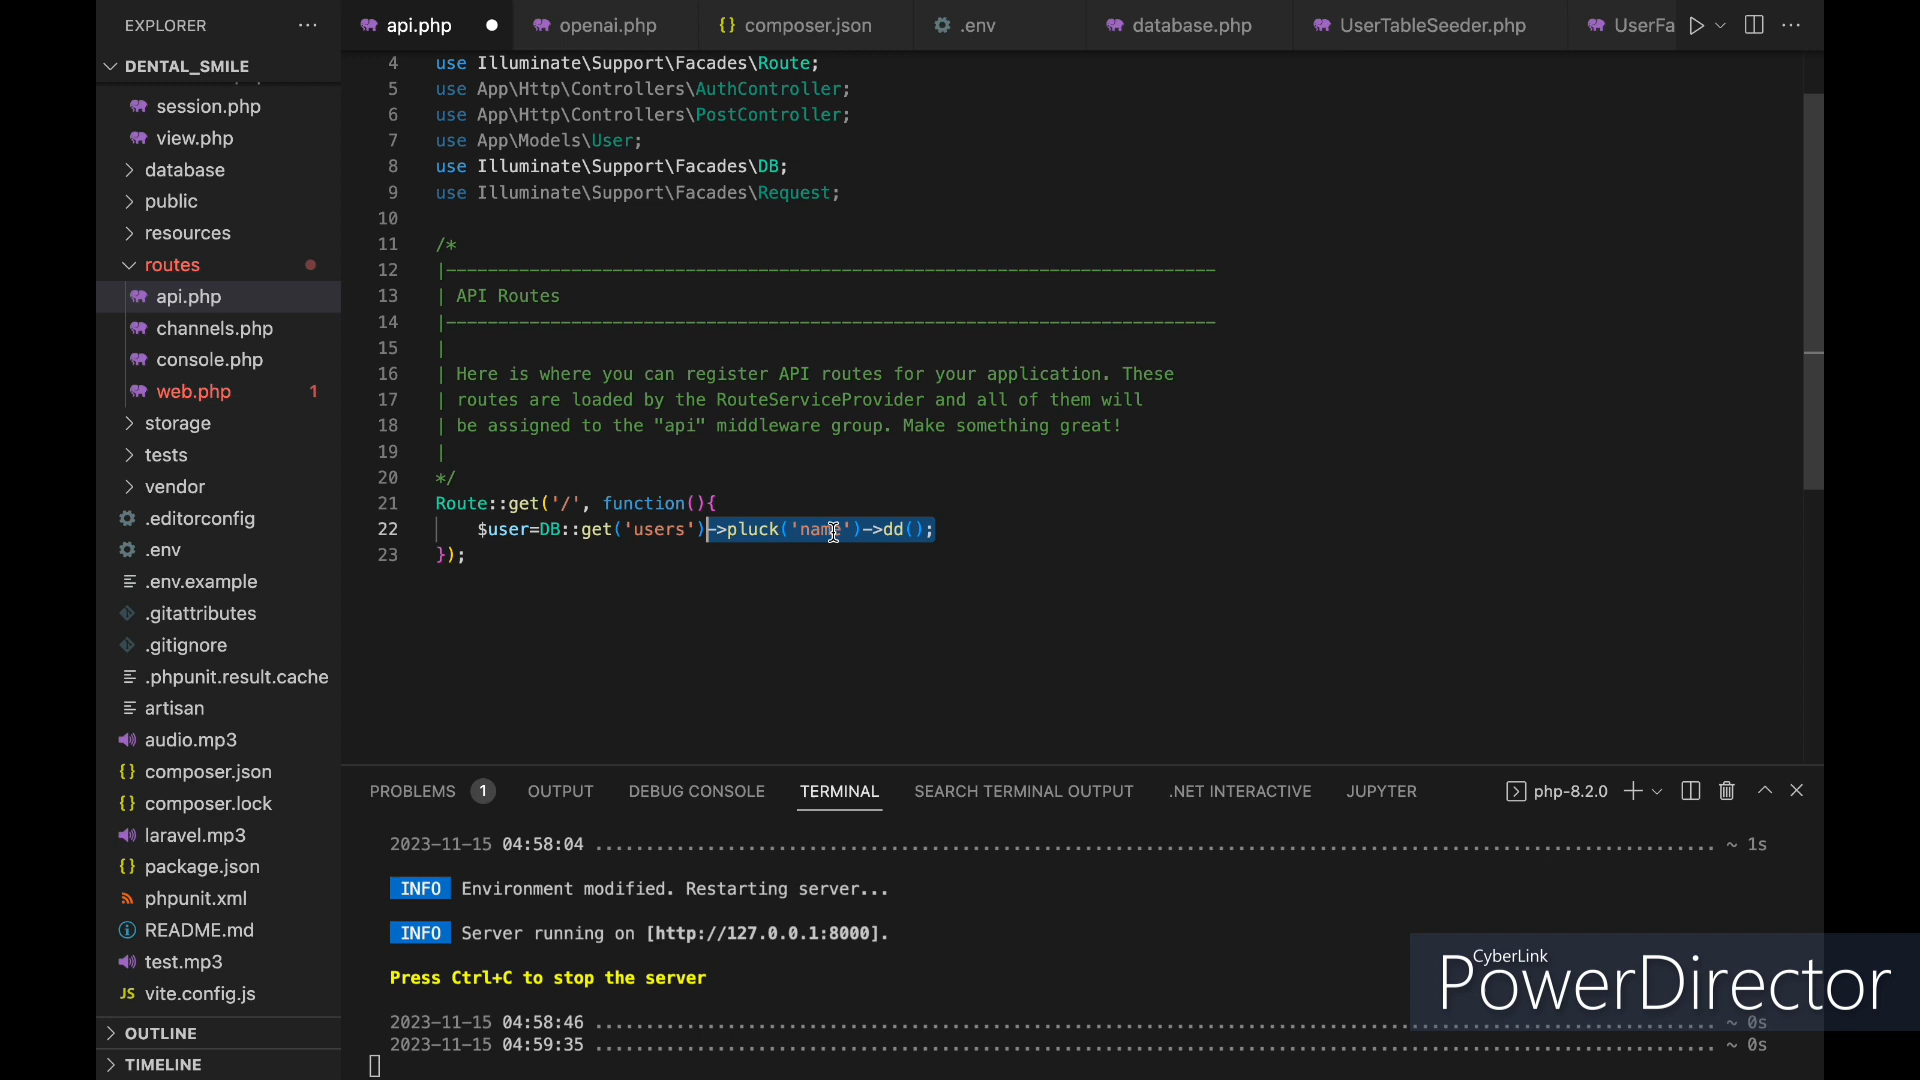 EXPLORER ...
DENTAL_SMILE
session.php
view.php
database
public
resources
routes
api.php
channels.php
console.php
web.php 1
storage
tests
vendor
.editorconfig
.env
.env.example
.gitattributes
.gitignore
.phpunit.result.cache
artisan
audio.mp3
{} composer.json
{} composer.lock
laravel.mp3
{} package.json
phpunit.xml
README.md
test.mp3
JS vite.config.js
OUTLINE
TIMELINE
api.php
openai.php
{} composer.json
.env
database.php
UserTableSeeder.php
UserFa
4 use Illuminate\Support\Facades\Route;
5 use App\Http\Controllers\AuthController;
6 use App\Http\Controllers\PostController;
7 use App\Models\User;
8 use Illuminate\Support\Facades\DB;
9 use Illuminate\Support\Facades\Request;
10
11 /*
12 |--------------------------------------------------------------------------
13 | API Routes
14 |--------------------------------------------------------------------------
15 |
16 | Here is where you can register API routes for your application. These
17 | routes are loaded by the RouteServiceProvider and all of them will
18 | be assigned to the "api" middleware group. Make something great!
19 |
20 */
21 Route::get('/', function(){
22 $user=DB::get('users')->pluck('name')->dd();
23 });
PROBLEMS 1 OUTPUT DEBUG CONSOLE TERMINAL SEARCH TERMINAL OUTPUT .NET INTERACTIVE JUPYTER php-8.2.0
2023-11-15 04:58:04 ........................................................................................................ ~ 1s
INFO Environment modified. Restarting server...
INFO Server running on [http://127.0.0.1:8000].
Press Ctrl+C to stop the server
2023-11-15 04:58:46 ........................................................................................................ ~ 0s
2023-11-15 04:59:35 ........................................................................................................ ~ 0s
CyberLink
PowerDirector